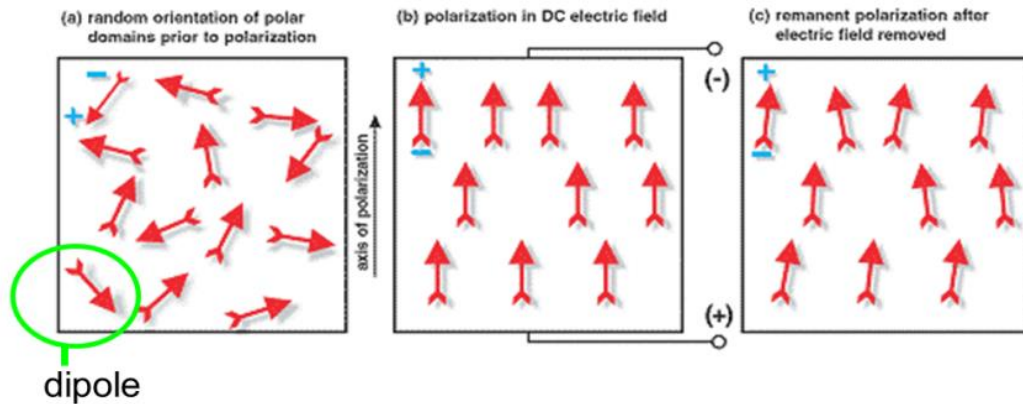 (a) random orientation of polar
domains prior to polarization
(b) polarization in DC electric field
(c) remanent polarization after
electric field removed
−
+
axis of polarization
+
−
(-)
(+)
+
−
dipole